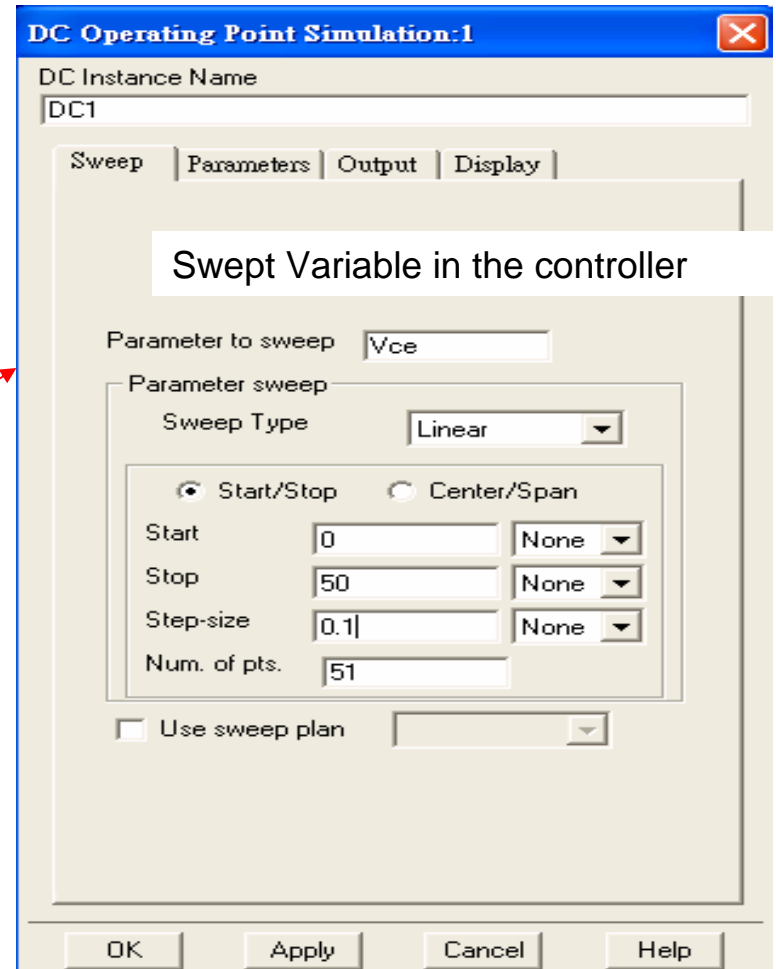 DC Operating Point Simulation:1
DC Instance Name
DC1
Sweep Parameters Output Display
Swept Variable in the controller
Parameter to sweep Vce
Parameter sweep
Sweep Type Linear
Start/Stop Center/Span
Start 0 None
Stop 50 None
Step-size 0.1 None
Num. of pts. 51
Use sweep plan
OK Apply Cancel Help